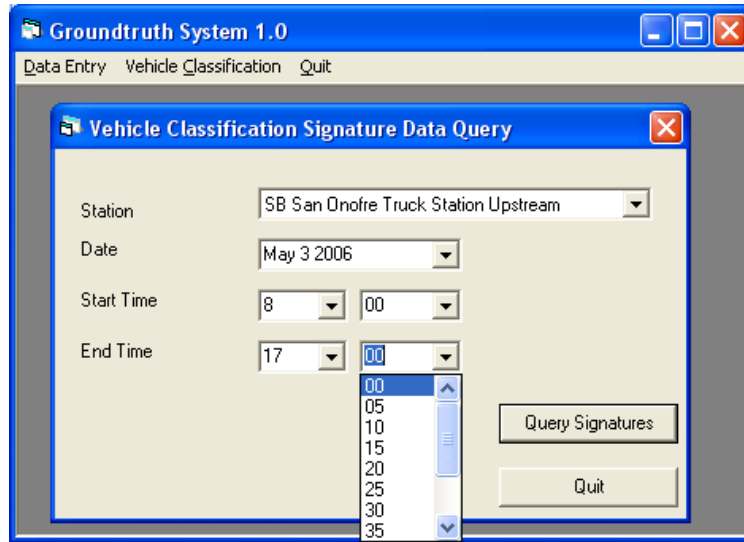 Groundtruth System 1.0
Data Entry Vehicle Classification Quit
Vehicle Classification Signature Data Query
Station SB San Onofre Truck Station Upstream
Date May 3 2006
Start Time 8 00
End Time 17 00
00
05
10
15
20
25
30
35
Query Signatures
Quit